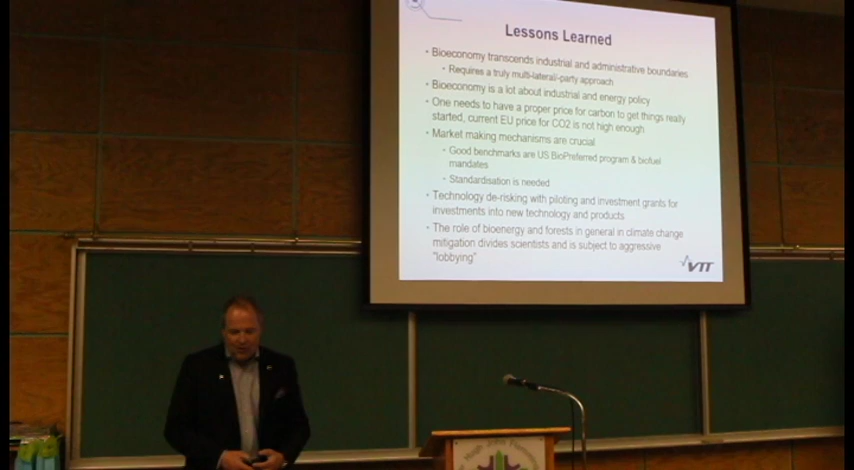 Lessons Learned
• Bioeconomy transcends industrial and administrative boundaries
• Requires a truly multi-lateral/-party approach
• Bioeconomy is a lot about industrial and energy policy
• One needs to have a proper price for carbon to get things really
started, current EU price for CO2 is not high enough
• Market making mechanisms are crucial
• Good benchmarks are US BioPreferred program & biofuel
mandates
• Standardisation is needed
• Technology de-risking with piloting and investment grants for
investments into new technology and products
• The role of bioenergy and forests in general in climate change
mitigation divides scientists and is subject to aggressive
"lobbying"
VTT
Hugh John Flemming